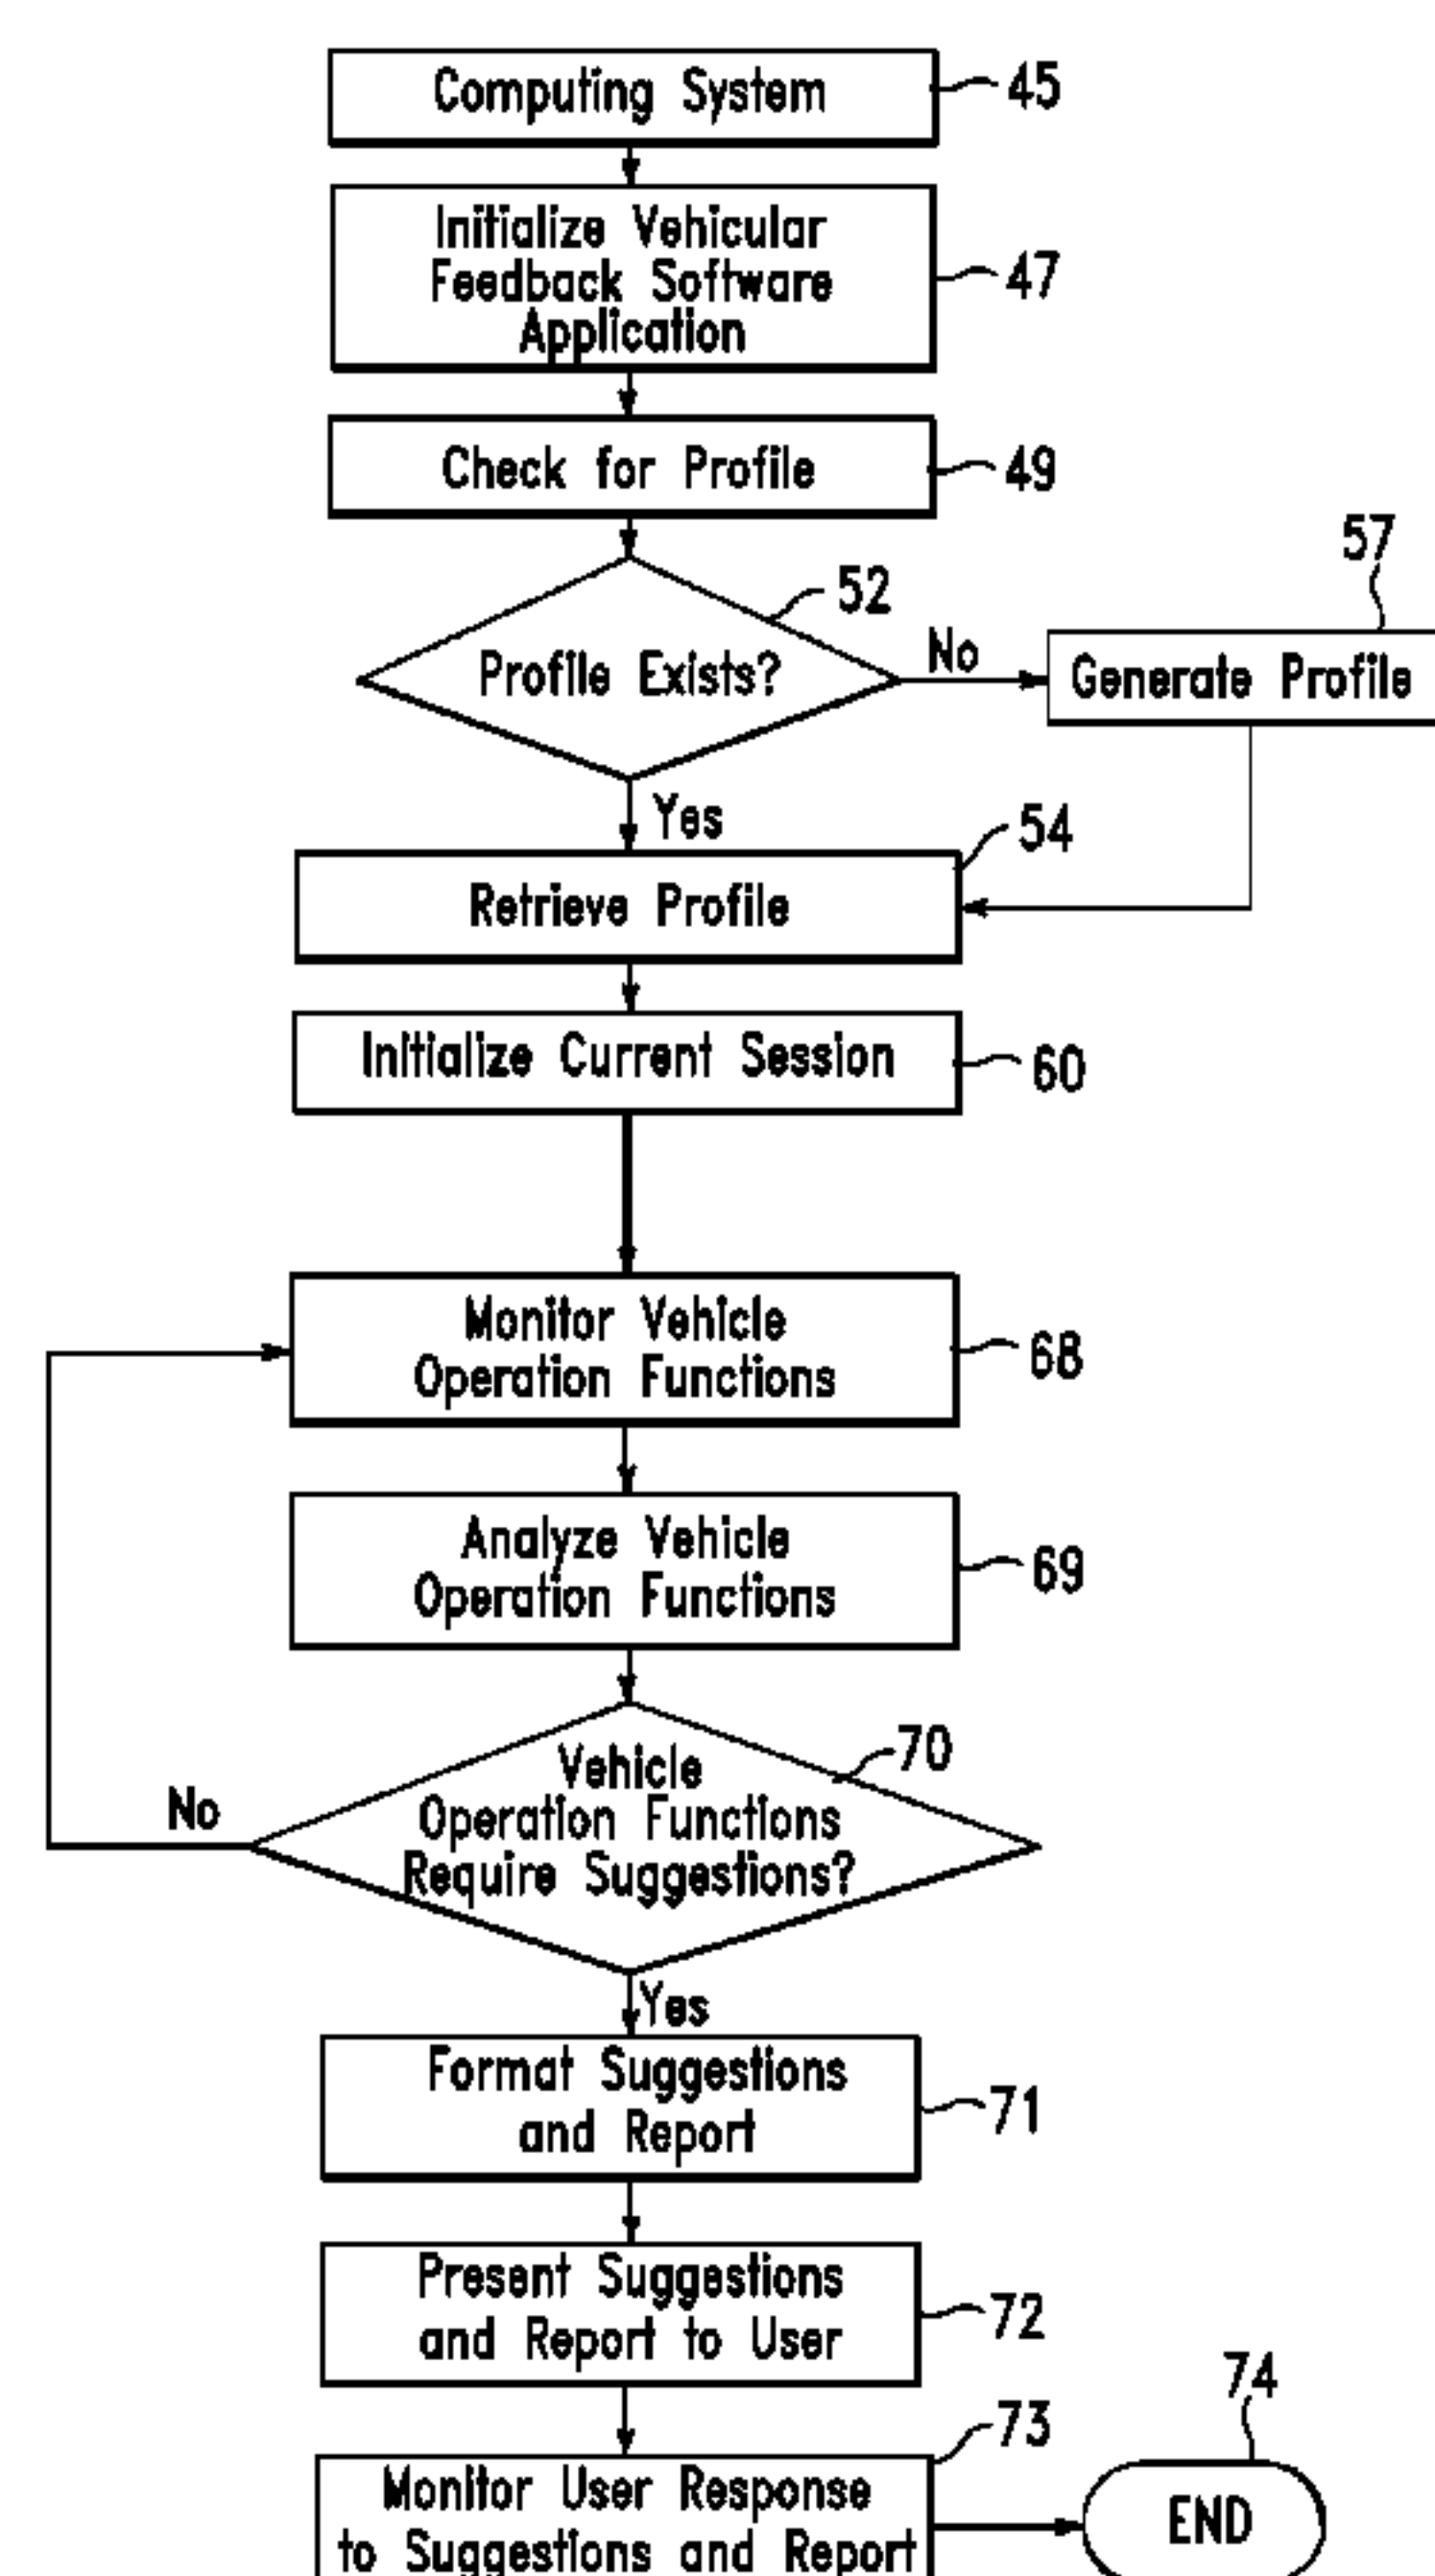 Computing System
45
Initialize Vehicular
Feedback Software
Application
47
Check for Profile
49
57
52
Profile Exists?
No
Generate Profile
Yes
54
Retrieve Profile
Initialize Current Session
60
Monitor Vehicle
Operation Functions
68
Analyze Vehicle
Operation Functions
69
70
Vehicle
Operation Functions
Require Suggestions?
No
Yes
Format Suggestions
and Report
71
Present Suggestions
and Report to User
72
73
74
Monitor User Response
to Suggestions and Report
END